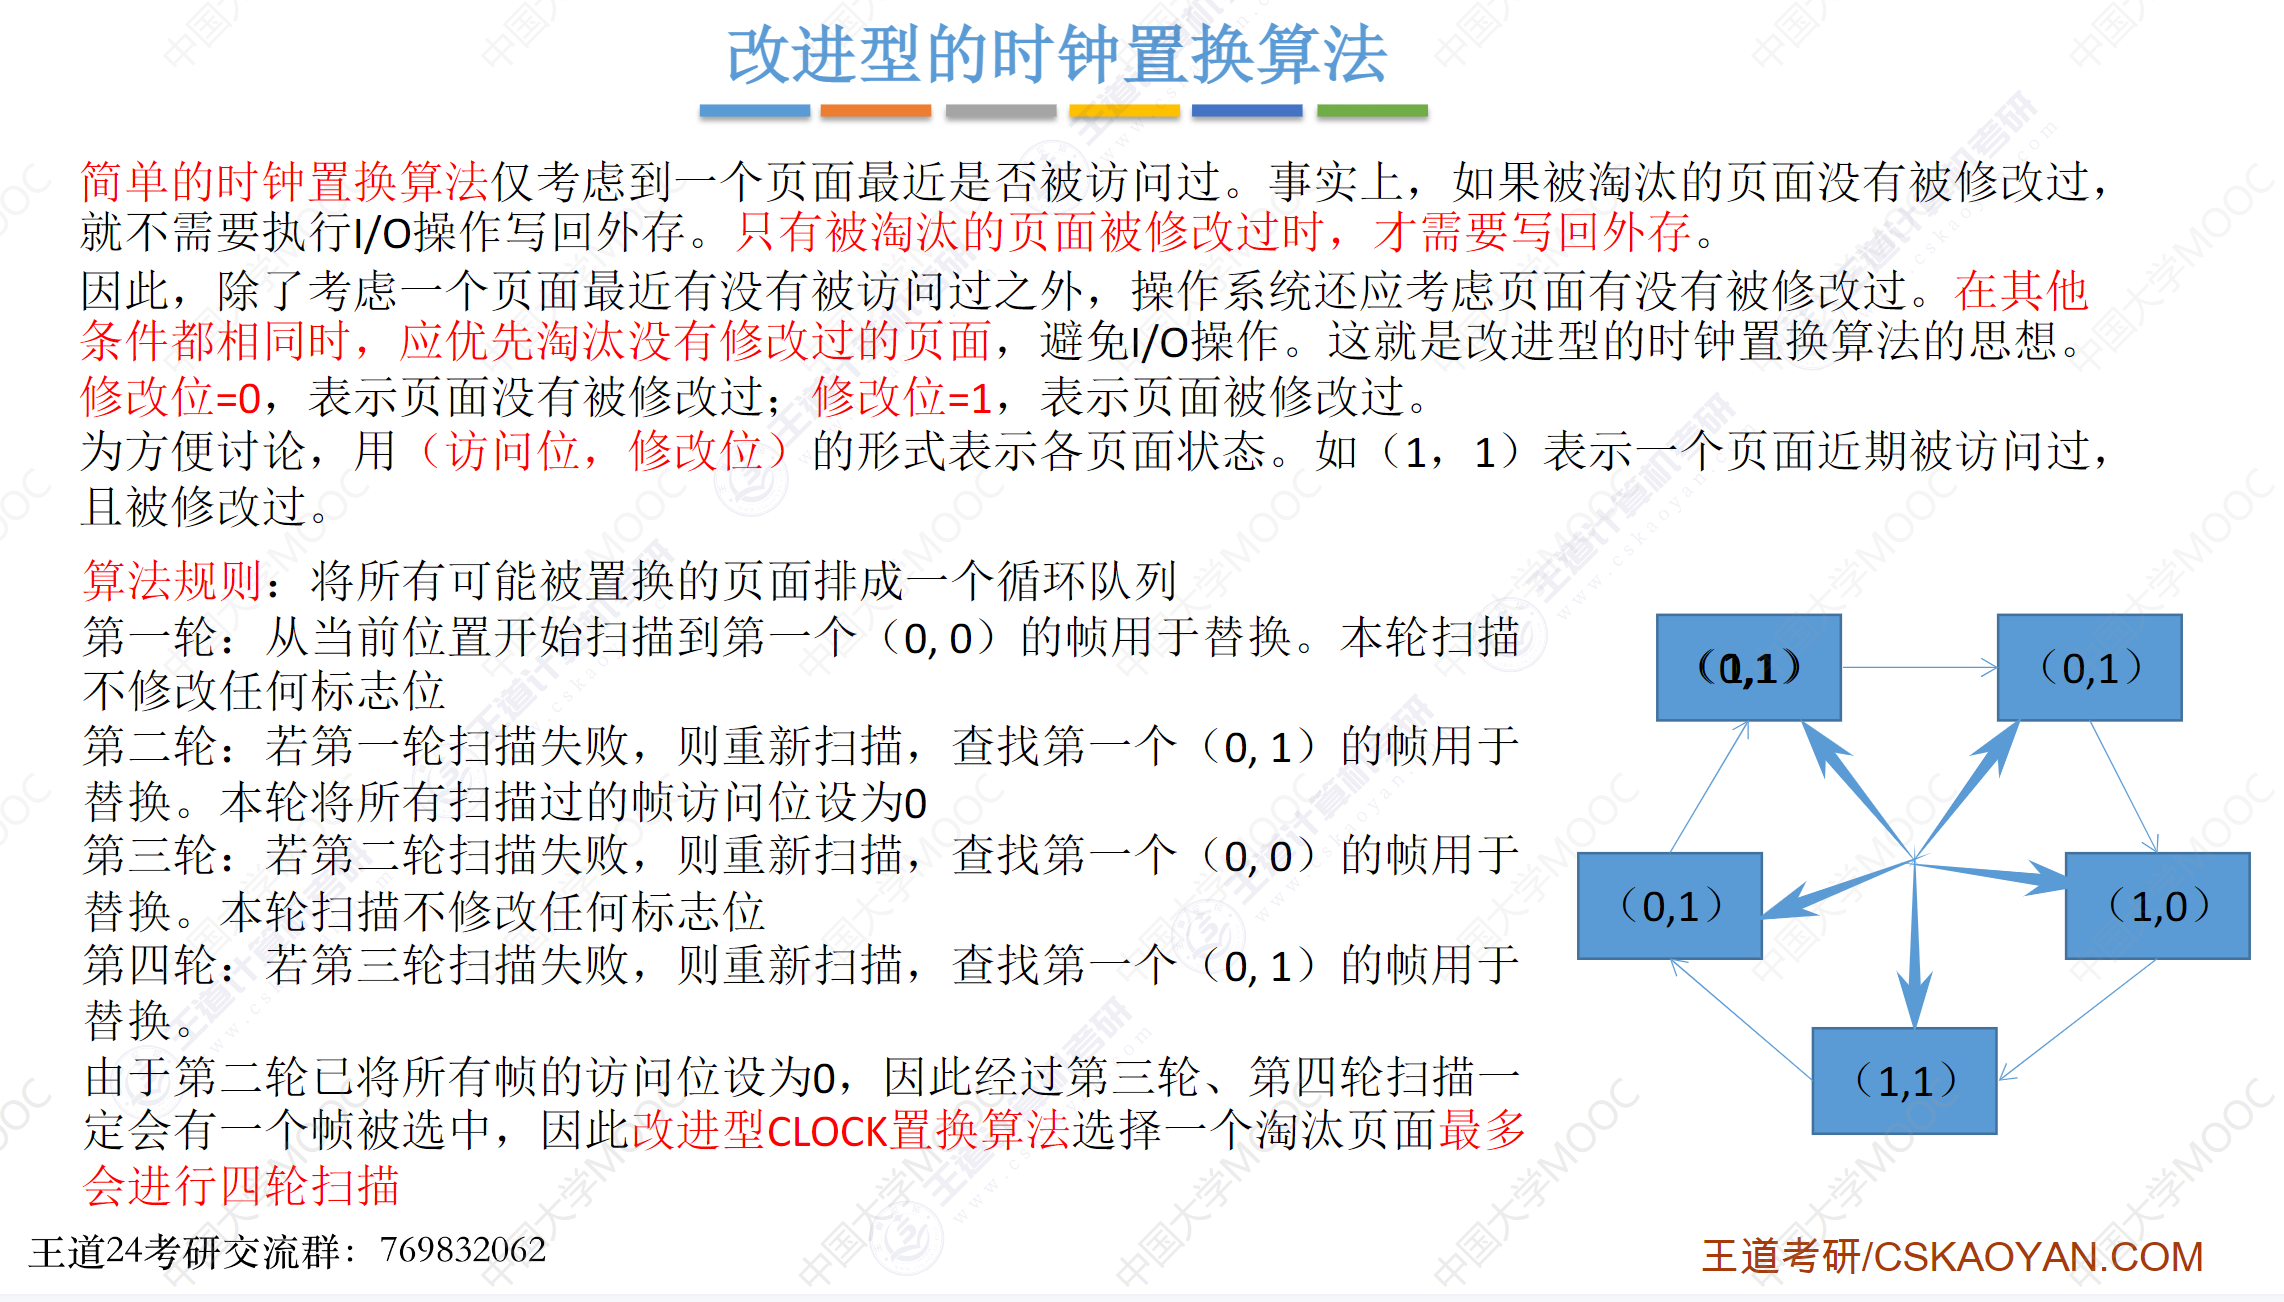 改进型的时钟置换算法
简单的时钟置换算法仅考虑到一个页面最近是否被访问过。事实上，如果被淘汰的页面没有被修改过，
就不需要执行I/O操作写回外存。只有被淘汰的页面被修改过时，才需要写回外存。
因此，除了考虑一个页面最近有没有被访问过之外，操作系统还应考虑页面有没有被修改过。在其他
条件都相同时，应优先淘汰没有修改过的页面，避免I/O操作。这就是改进型的时钟置换算法的思想。
修改位=0，表示页面没有被修改过；修改位=1，表示页面被修改过。
为方便讨论，用（访问位，修改位）的形式表示各页面状态。如（1，1）表示一个页面近期被访问过，
且被修改过。
算法规则：将所有可能被置换的页面排成一个循环队列
第一轮：从当前位置开始扫描到第一个（0, 0）的帧用于替换。本轮扫描
不修改任何标志位
第二轮：若第一轮扫描失败，则重新扫描，查找第一个（0, 1）的帧用于
替换。本轮将所有扫描过的帧访问位设为0
第三轮：若第二轮扫描失败，则重新扫描，查找第一个（0, 0）的帧用于
替换。本轮扫描不修改任何标志位
第四轮：若第三轮扫描失败，则重新扫描，查找第一个（0, 1）的帧用于
替换。
由于第二轮已将所有帧的访问位设为0，因此经过第三轮、第四轮扫描一
定会有一个帧被选中，因此改进型CLOCK置换算法选择一个淘汰页面最多
会进行四轮扫描
（0,1）
（0,1）
（1,0）
（1,1）
王道24考研交流群：769832062
王道考研/CSKAOYAN.COM
中国大学MOOC
王道计算机考研
www.cskaoyan.com